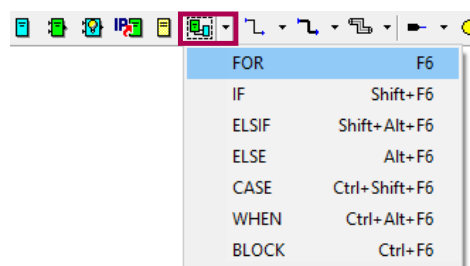 IP
FOR F6
IF Shift+F6
ELSIF Shift+Alt+F6
ELSE Alt+F6
CASE Ctrl+Shift+F6
WHEN Ctrl+Alt+F6
BLOCK Ctrl+F6